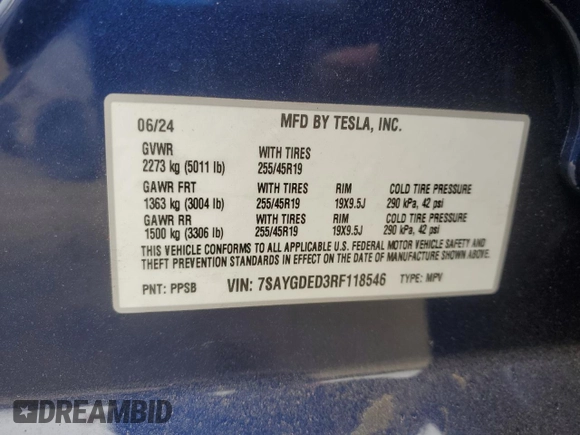 06/24 MFD BY TESLA, INC.
GVWR WITH TIRES
2273 kg (5011 lb) 255/45R19
GAWR FRT WITH TIRES RIM COLD TIRE PRESSURE
1363 kg (3004 lb) 255/45R19 19X9.5J 290 kPa, 42 psi
GAWR RR WITH TIRES RIM COLD TIRE PRESSURE
1500 kg (3306 lb) 255/45R19 19X9.5J 290 kPa, 42 psi
THIS VEHICLE CONFORMS TO ALL APPLICABLE U.S. FEDERAL MOTOR VEHICLE SAFETY AND
THEFT PREVENTION STANDARDS IN EFFECT ON THE DATE OF MANUFACTURE SHOWN ABOVE.
PNT: PPSB VIN: 7SAYGDED3RF118546 TYPE: MPV
DREAMBID